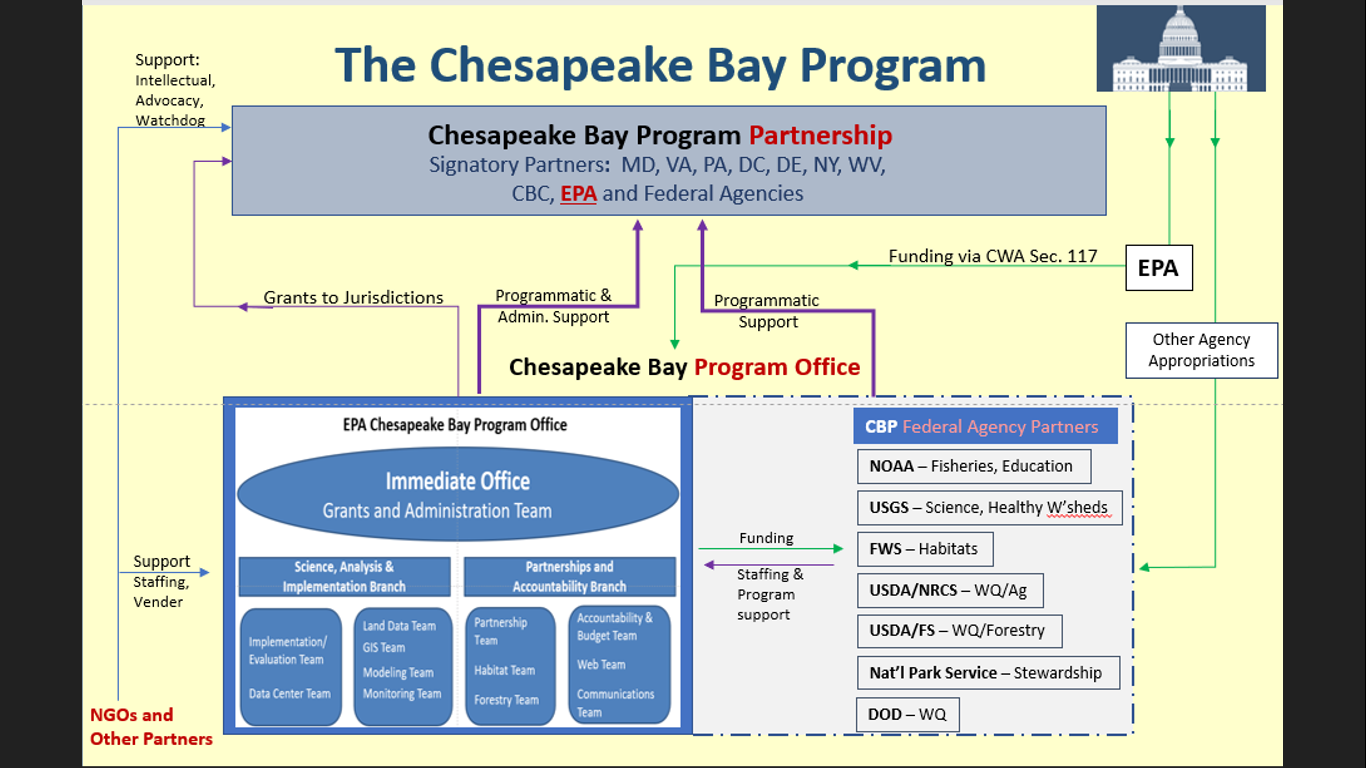 The Chesapeake Bay Program
Support:
Intellectual,
Advocacy,
Watchdog
Chesapeake Bay Program Partnership
Signatory Partners: MD, VA, PA, DC, DE, NY, WV,
CBC, EPA and Federal Agencies
Funding via CWA Sec. 117
EPA
Grants to Jurisdictions
Programmatic &
Admin. Support
Programmatic
Support
Other Agency
Appropriations
Chesapeake Bay Program Office
EPA Chesapeake Bay Program Office
Immediate Office
Grants and Administration Team
Science, Analysis &
Implementation Branch
Partnerships and
Accountability Branch
Implementation/
Evaluation Team
Data Center Team
Land Data Team
GIS Team
Modeling Team
Monitoring Team
Partnership
Team
Habitat Team
Forestry Team
Accountability &
Budget Team
Web Team
Communications
Team
Funding
Staffing &
Program
support
CBP Federal Agency Partners
NOAA – Fisheries, Education
USGS – Science, Healthy W’sheds
FWS – Habitats
USDA/NRCS – WQ/Ag
USDA/FS – WQ/Forestry
Nat’l Park Service – Stewardship
DOD – WQ
Support
Staffing,
Vender
NGOs and
Other Partners